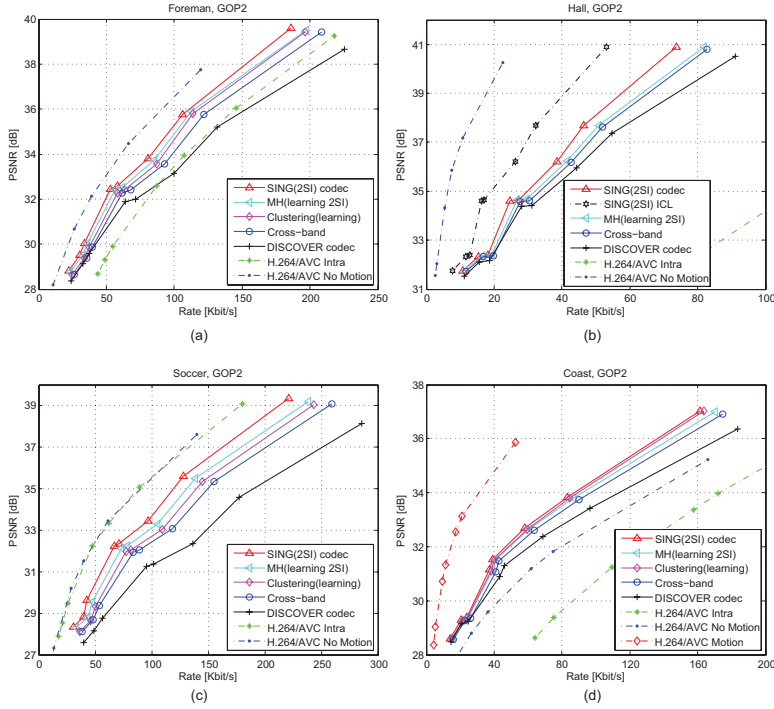 Foreman, GOP2
40
38
36
34
32
30
28
PSNR [dB]
0
50
100
150
200
250
Rate [Kbit/s]
SING(2SI) codec
MH(learning 2SI)
Clustering(learning)
Cross−band
DISCOVER codec
H.264/AVC Intra
H.264/AVC No Motion
(a)
Hall, GOP2
41
39
37
35
33
31
PSNR [dB]
0
20
40
60
80
100
Rate [Kbit/s]
SING(2SI) codec
SING(2SI) ICL
MH(learning 2SI)
Cross−band
DISCOVER codec
H.264/AVC Intra
H.264/AVC No Motion
(b)
Soccer, GOP2
39
37
35
33
31
29
27
PSNR [dB]
0
50
100
150
200
250
300
Rate [Kbit/s]
SING(2SI) codec
MH(learning 2SI)
Clustering(learning)
Cross−band
DISCOVER codec
H.264/AVC Intra
H.264/AVC No Motion
(c)
Coast, GOP2
38
36
34
32
30
28
PSNR [dB]
0
40
80
120
160
200
Rate [Kbit/s]
SING(2SI) codec
MH(learning 2SI)
Clustering(learning)
Cross−band
DISCOVER codec
H.264/AVC Intra
H.264/AVC No Motion
H.264/AVC Motion
(d)